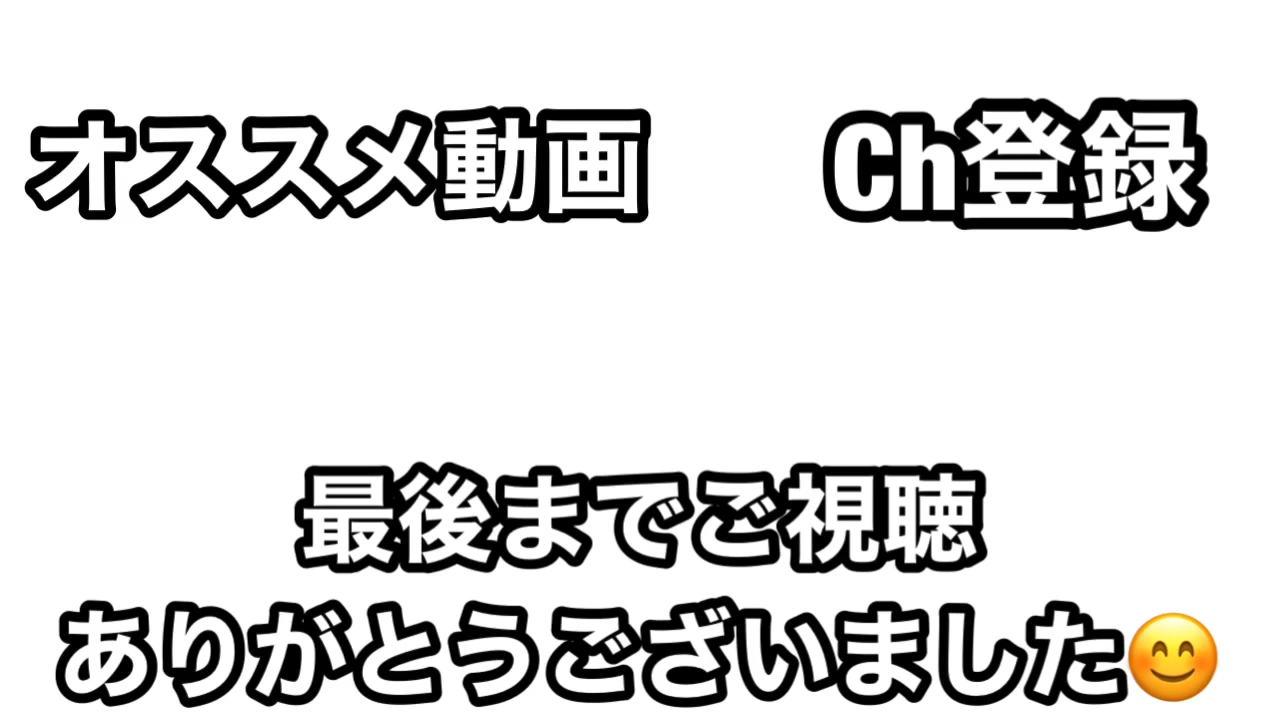 オススメ動画
Ch登録
最後までご視聴
ありがとうございました😊